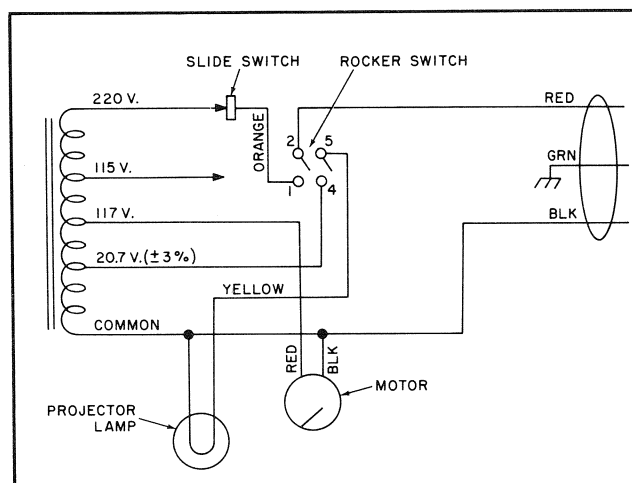 SLIDE SWITCH
ROCKER SWITCH
220 V.
RED
ORANGE
2 5
GRN
115 V.
1 4
117 V.
BLK
20.7 V. (±3%)
YELLOW
COMMON
RED
BLK
MOTOR
PROJECTOR
LAMP